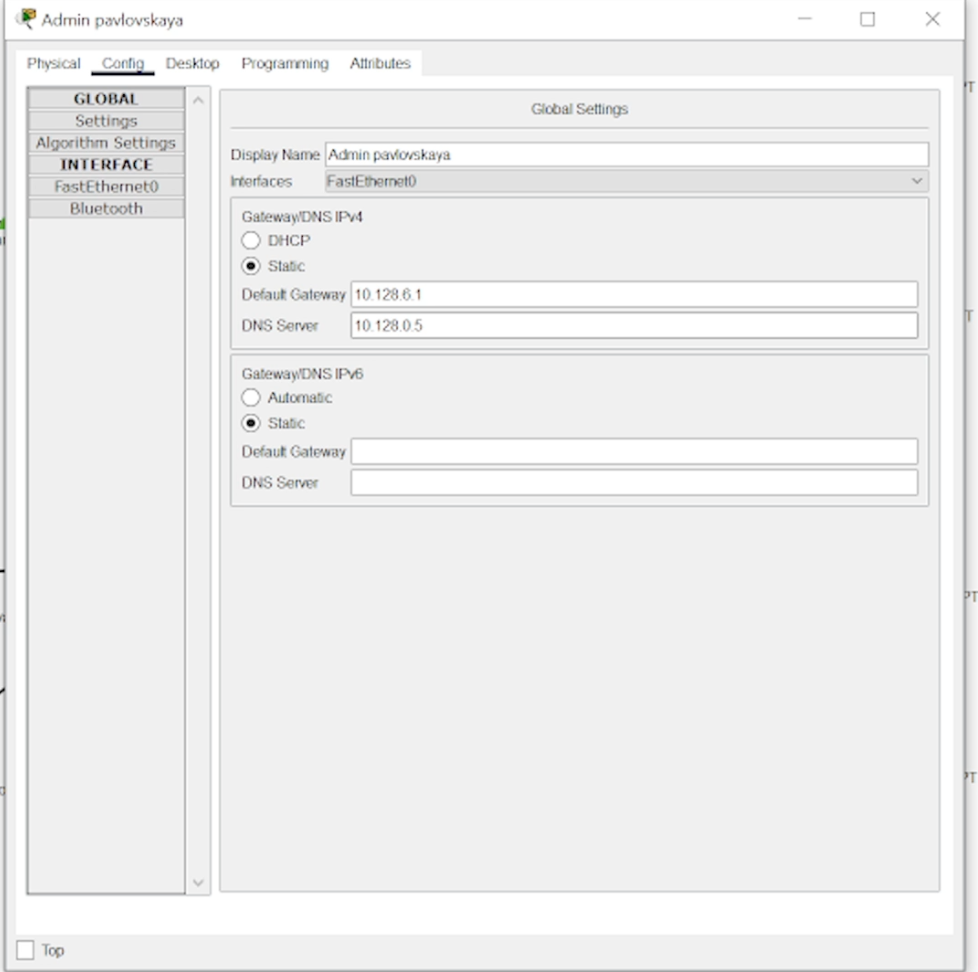 Admin pavlovskaya
Physical Config Desktop Programming Attributes
GLOBAL
Settings
Algorithm Settings
INTERFACE
FastEthernet0
Bluetooth
Global Settings
Display Name Admin pavlovskaya
Interfaces FastEthernet0
Gateway/DNS IPv4
DHCP
Static
Default Gateway 10.128.6.1
DNS Server 10.128.0.5
Gateway/DNS IPv6
Automatic
Static
Default Gateway
DNS Server
Top
PT
PT